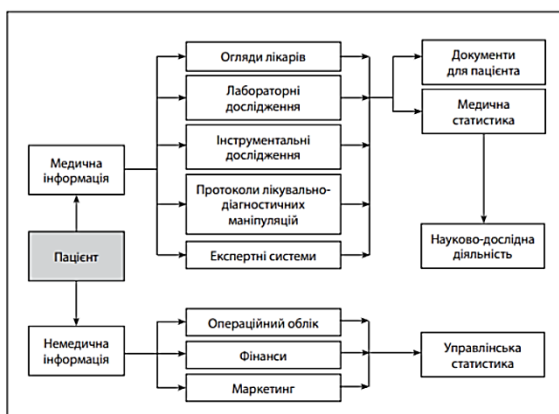 Огляди лікарів
Лабораторні
дослідження
Інструментальні
дослідження
Протоколи лікувально-
діагностичних
маніпуляцій
Експертні системи
Документи
для пацієнта
Медична
статистика
Науково-дослідна
діяльність
Медична
інформація
Пацієнт
Немедична
інформація
Операційний облік
Фінанси
Маркетинг
Управлінська
статистика